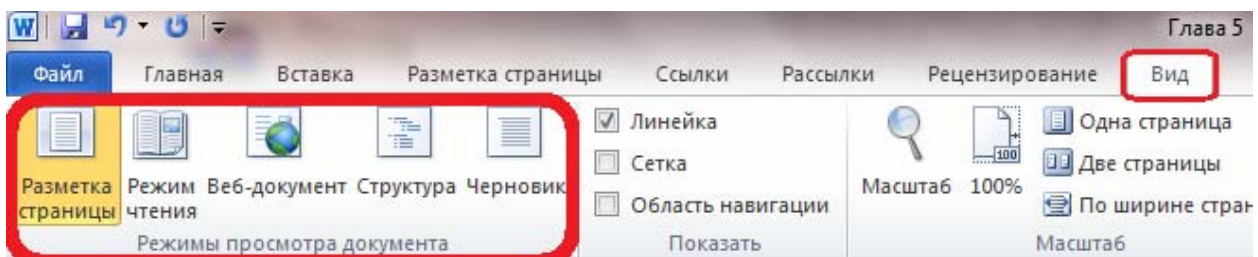 W
Глава 5
Файл Главная Вставка Разметка страницы Ссылки Рассылки Рецензирование Вид
Разметка страницы
Режим чтения
Веб-документ
Структура
Черновик
Режимы просмотра документа
Линейка
Сетка
Область навигации
Показать
Масштаб
100
100%
Одна страница
Две страницы
По ширине стран
Масштаб